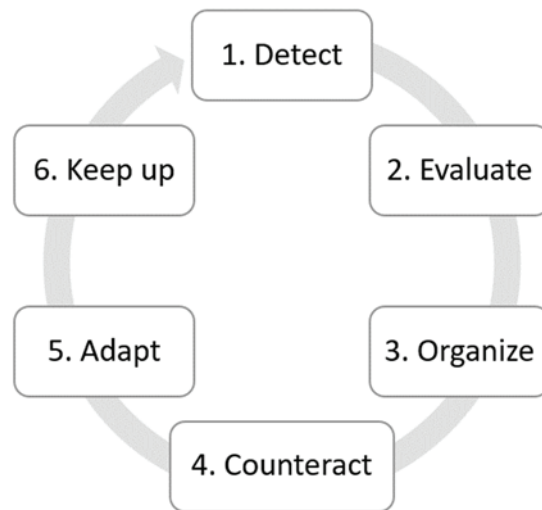 1. Detect
2. Evaluate
3. Organize
4. Counteract
5. Adapt
6. Keep up